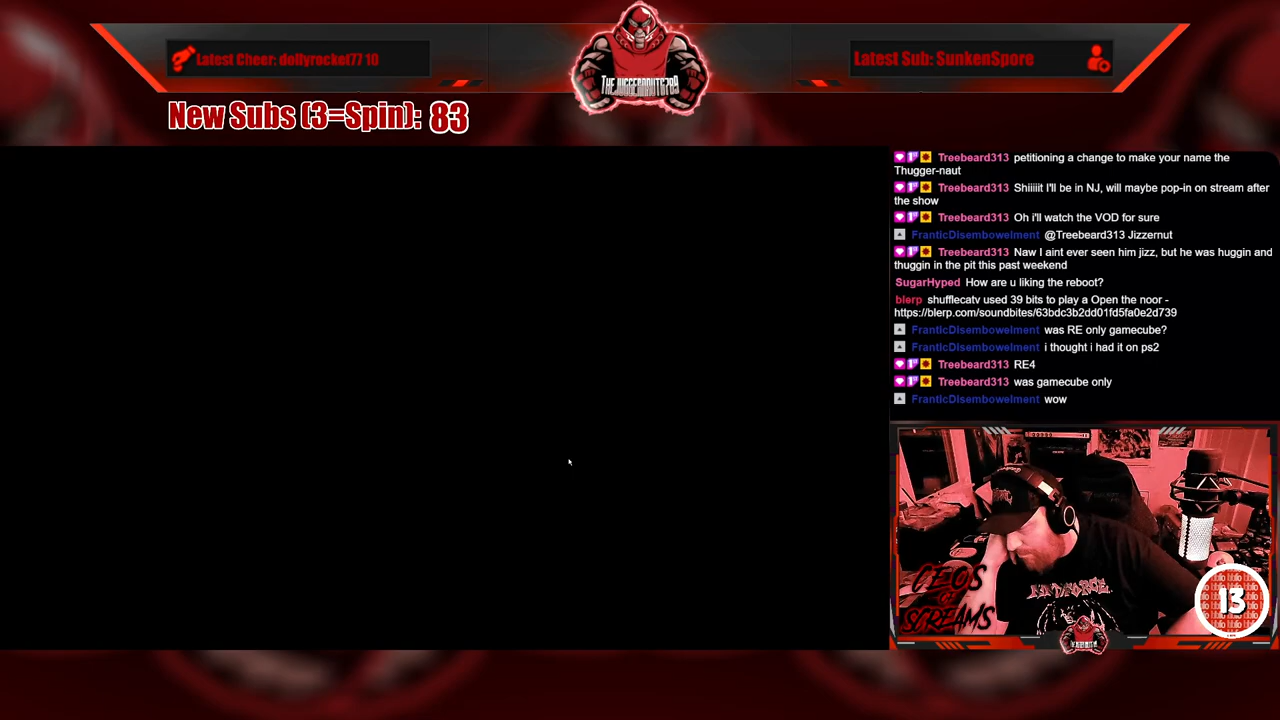 Latest Cheer: dollyrocket77 10
THEJUGGERNAUT6789
Latest Sub: SunkenSpore
New Subs (3=Spin): 83
Treebeard313 petitioning a change to make your name the
Thugger-naut
Treebeard313 Shiiiiit I'll be in NJ, will maybe pop-in on stream after
the show
Treebeard313 Oh i'll watch the VOD for sure
FranticDisembowelment @Treebeard313 Jizzernut
Treebeard313 Naw I aint ever seen him jizz, but he was huggin and
thuggin in the pit this past weekend
SugarHyped How are u liking the reboot?
blerp shufflecatv used 39 bits to play a Open the noor -
https://blerp.com/soundbites/63bdc3b2dd01fd5fa0e2d739
FranticDisembowelment was RE only gamecube?
FranticDisembowelment i thought i had it on ps2
Treebeard313 RE4
Treebeard313 was gamecube only
FranticDisembowelment wow
CEOS
OF
SCREAMS
13